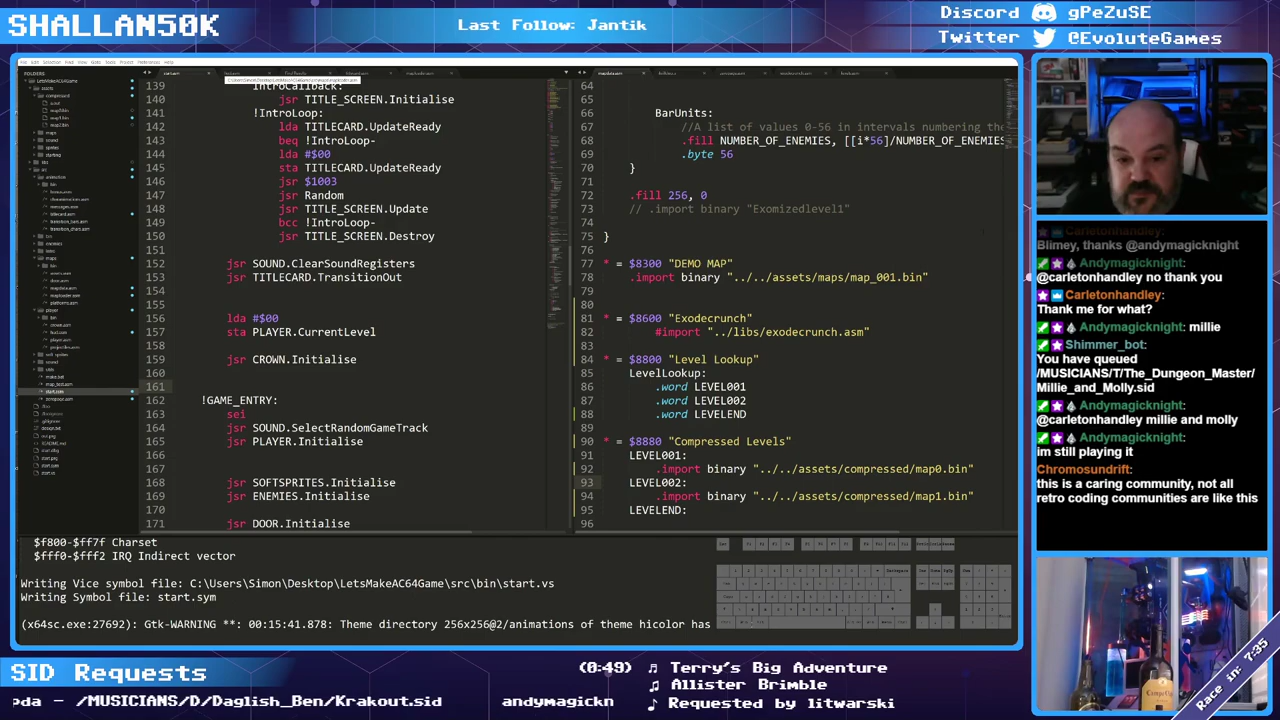 SHALLAN50K
Last Follow: Jantik
Discord gPeZuSE
Twitter @EvoluteGames
FOLDERS
139 IntroCallback:
140 jsr TITLE_SCREEN.Initialise
141 !IntroLoop:
142 lda TITLECARD.UpdateReady
143 beq !IntroLoop-
144 lda #$00
145 sta TITLECARD.UpdateReady
146 jsr $1003
147 jsr Random
148 jsr TITLE_SCREEN.Update
149 bcc !IntroLoop-
150 jsr TITLE_SCREEN.Destroy
151
152 jsr SOUND.ClearSoundRegisters
153 jsr TITLECARD.TransitionOut
154
155
156 lda #$00
157 sta PLAYER.CurrentLevel
158
159 jsr CROWN.Initialise
160
161
162 !GAME_ENTRY:
163 sei
164 jsr SOUND.SelectRandomGameTrack
165 jsr PLAYER.Initialise
166
167
168 jsr SOFTSPRITES.Initialise
169 jsr ENEMIES.Initialise
170
171 jsr DOOR.Initialise
64
65
66 BarUnits:
67 //A list of values 0-56 in intervals numbering the
68 .fill NUMBER_OF_ENEMIES, [[i*56]/NUMBER_OF_ENEMIES
69 .byte 56
70 }
71
72 .fill 256, 0
73 // .import binary "Exomizedlevel1"
74
75 }
76
77 * = $8300 "DEMO MAP"
78 .import binary "../../assets/maps/map_001.bin"
79
80
81 * = $8600 "Exodecrunch"
82 #import "../libs/exodecrunch.asm"
83
84 * = $8800 "Level Lookup"
85 LevelLookup:
86 .word LEVEL001
87 .word LEVEL002
88 .word LEVELEND
89
90 * = $8880 "Compressed Levels"
91 LEVEL001:
92 .import binary "../../assets/compressed/map0.bin"
93 LEVEL002:
94 .import binary "../../assets/compressed/map1.bin"
95 LEVELEND:
96
$f800-$ff7f Charset
$fff0-$fff2 IRQ Indirect vector
Writing Vice symbol file: C:\Users\Simon\Desktop\LetsMakeAC64Game\src\bin\start.vs
Writing Symbol file: start.sym
(x64sc.exe:27692): Gtk-WARNING **: 00:15:41.878: Theme directory 256x256@2/animations of theme hicolor has
Carletonhandley:
Blimey, thanks @andymagicknight
Andymagicknight:
@carletonhandley no thank you
Carletonhandley:
Thank me for what?
Andymagicknight: millie
Shimmer_bot:
You have queued
/MUSICIANS/T/The_Dungeon_Master/
Millie_and_Molly.sid
Andymagicknight:
@carletonhandley millie and molly
Andymagicknight:
im still playing it
Chromosundrift:
this is a caring community, not all
retro coding communities are like this
Race in: 7:35
SID Requests
(0:49) Terry's Big Adventure
Allister Brimble
Requested by litwarski
pda - /MUSICIANS/D/Daglish_Ben/Krakout.sid
andymagickn